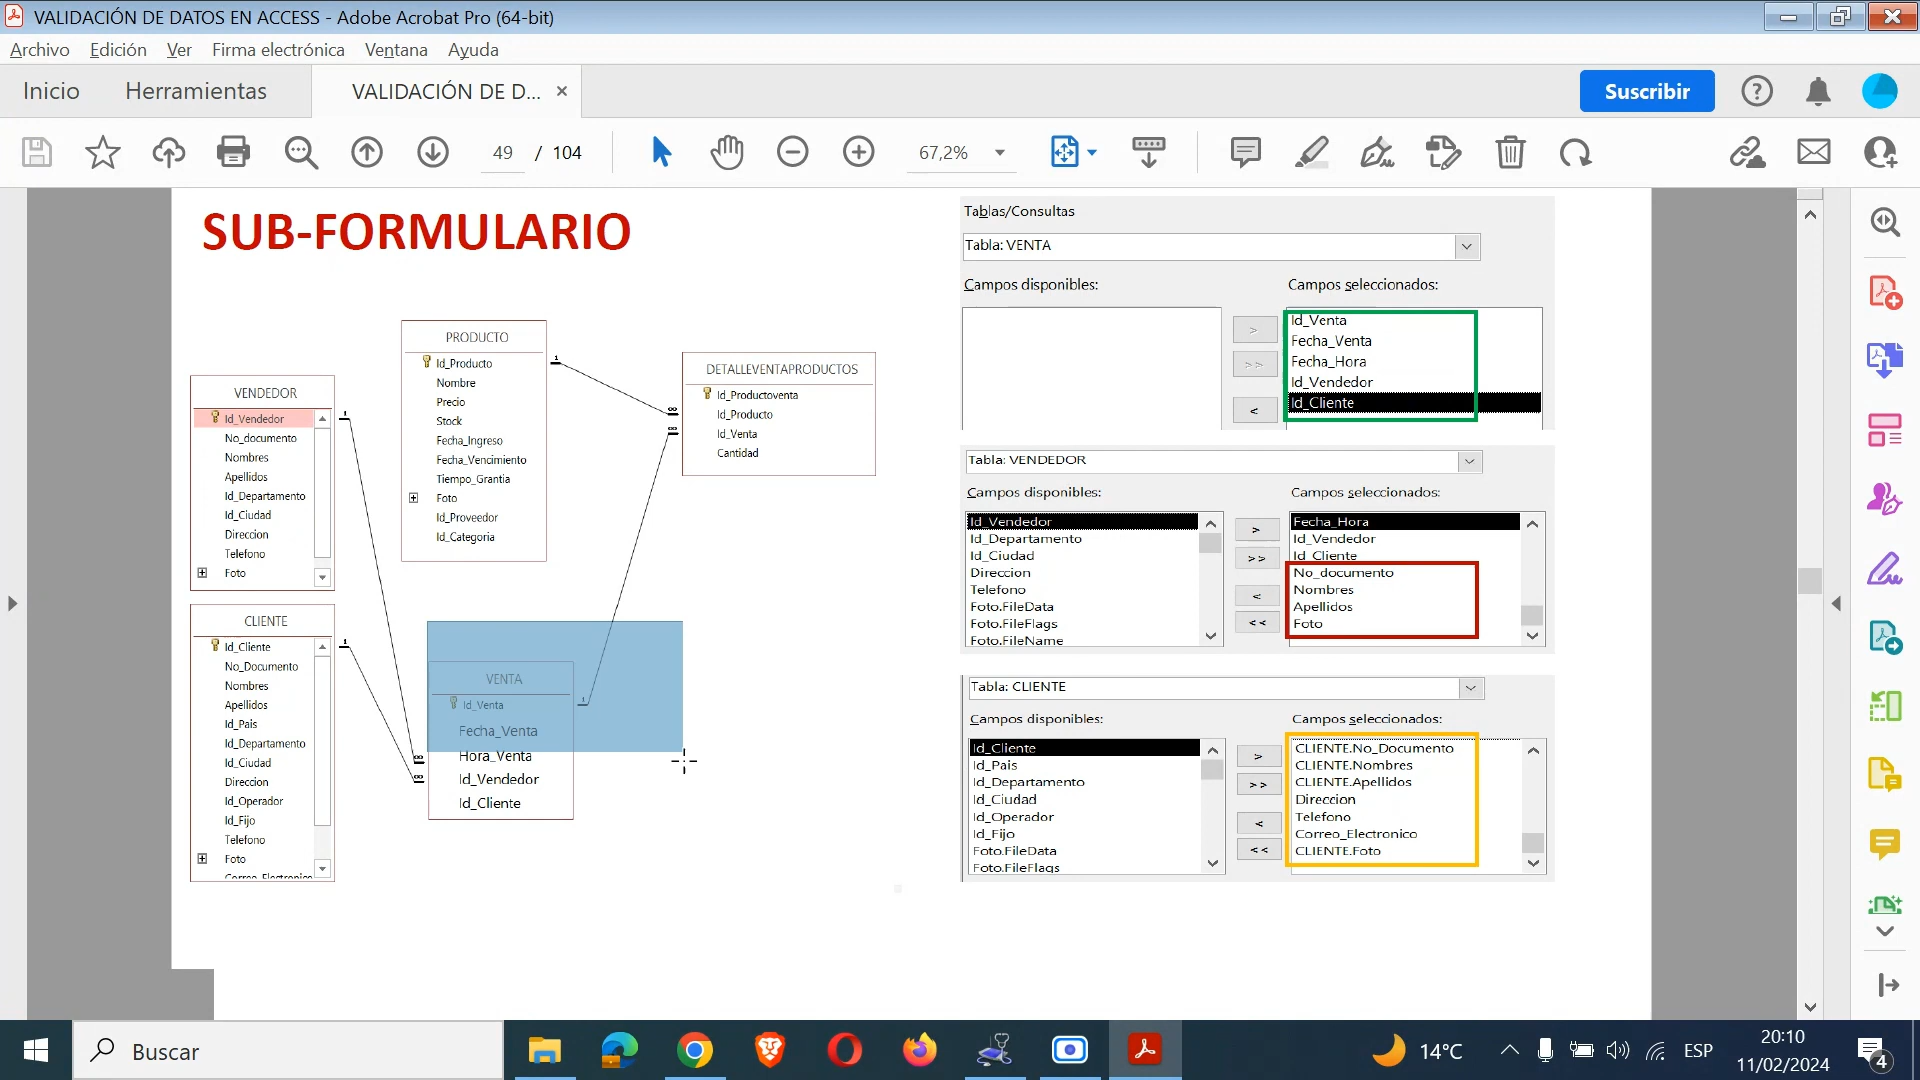 VALIDACIÓN DE DATOS EN ACCESS - Adobe Acrobat Pro (64-bit)
Archivo Edición Ver Firma electrónica Ventana Ayuda
Inicio Herramientas VALIDACIÓN DE D... × Suscribir
49 / 104 67,2%
SUB-FORMULARIO
VENDEDOR
Id_Vendedor
No_documento
Nombres
Apellidos
Id_Departamento
Id_Ciudad
Direccion
Telefono
Foto
PRODUCTO
Id_Producto
Nombre
Precio
Stock
Fecha_Ingreso
Fecha_Vencimiento
Tiempo_Grantia
Foto
Id_Proveedor
Id_Categoria
DETALLEVENTAPRODUCTOS
Id_Productoventa
Id_Producto
Id_Venta
Cantidad
CLIENTE
Id_Cliente
No_Documento
Nombres
Apellidos
Id_Pais
Id_Departamento
Id_Ciudad
Direccion
Id_Operador
Id_Fijo
Telefono
Foto
Correo_Electronico
VENTA
Id_Venta
Fecha_Venta
Hora_Venta
Id_Vendedor
Id_Cliente
1 ∞
1 ∞
1 ∞
1 ∞
Tablas/Consultas
Tabla: VENTA
Campos disponibles: Campos seleccionados:
> >> <
Id_Venta
Fecha_Venta
Fecha_Hora
Id_Vendedor
Id_Cliente
Tabla: VENDEDOR
Campos disponibles: Campos seleccionados:
Id_Vendedor
Id_Departamento
Id_Ciudad
Direccion
Telefono
Foto.FileData
Foto.FileFlags
Foto.FileName
> >> < <<
Fecha_Hora
Id_Vendedor
Id_Cliente
No_documento
Nombres
Apellidos
Foto
Tabla: CLIENTE
Campos disponibles: Campos seleccionados:
Id_Cliente
Id_Pais
Id_Departamento
Id_Ciudad
Id_Operador
Id_Fijo
Foto.FileData
Foto.FileFlags
> >> < <<
CLIENTE.No_Documento
CLIENTE.Nombres
CLIENTE.Apellidos
Direccion
Telefono
Correo_Electronico
CLIENTE.Foto
Buscar
14°C
ESP
20:10
11/02/2024
4